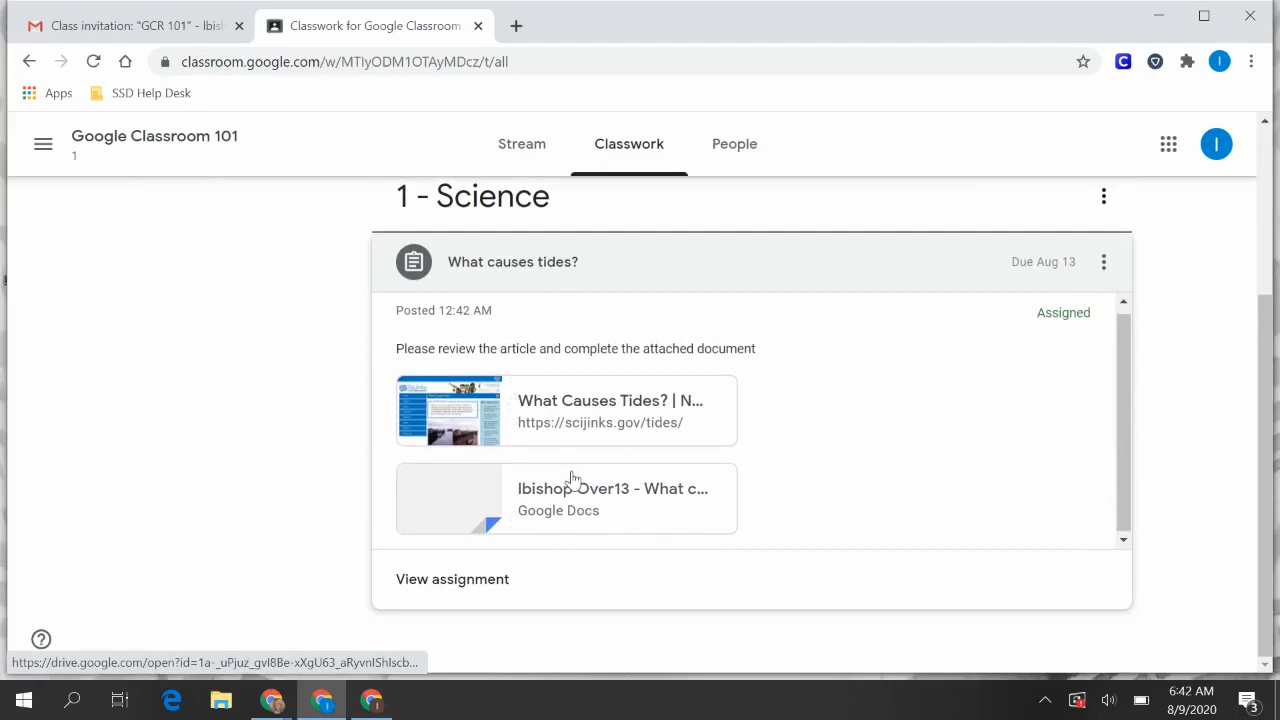 Class invitation: "GCR 101" - Ibish
Classwork for Google Classroom
classroom.google.com/w/MTIyODM1OTAyMDcz/t/all
Apps
SSD Help Desk
Google Classroom 101
1
Stream
Classwork
People
I
1 - Science
What causes tides?
Due Aug 13
Posted 12:42 AM
Assigned
Please review the article and complete the attached document
What Causes Tides? | N...
https://scijinks.gov/tides/
Ibishop Over13 - What c...
Google Docs
View assignment
https://drive.google.com/open?id=1a-_uPjuz_gvI8Be-xXgU63_aRyvnIShIscb...
6:42 AM
8/9/2020
3